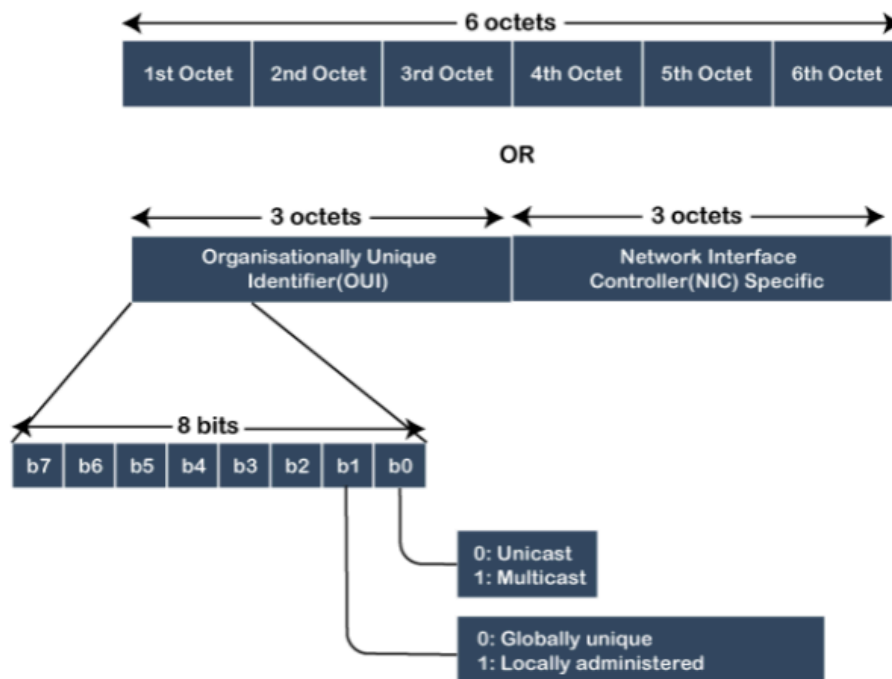 6 octets
1st Octet 2nd Octet 3rd Octet 4th Octet 5th Octet 6th Octet
OR
3 octets 3 octets
Organisationally Unique
Identifier(OUI)
Network Interface
Controller(NIC) Specific
8 bits
b7 b6 b5 b4 b3 b2 b1 b0
0: Unicast
1: Multicast
0: Globally unique
1: Locally administered